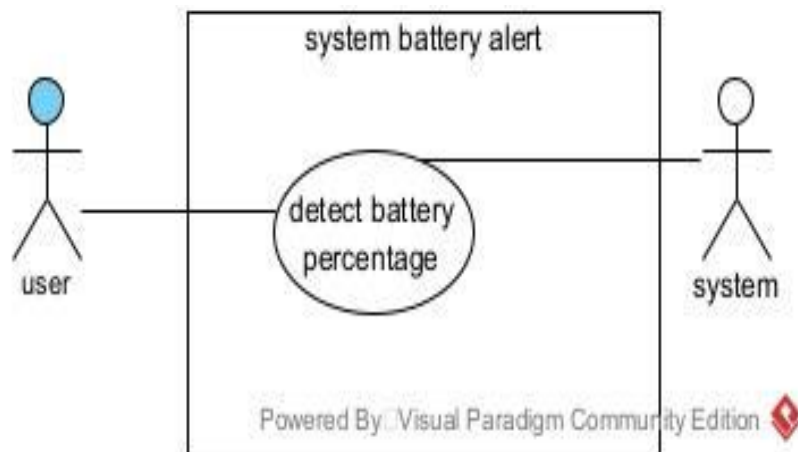 system battery alert
detect battery
percentage
user
system
Powered By Visual Paradigm Community Edition